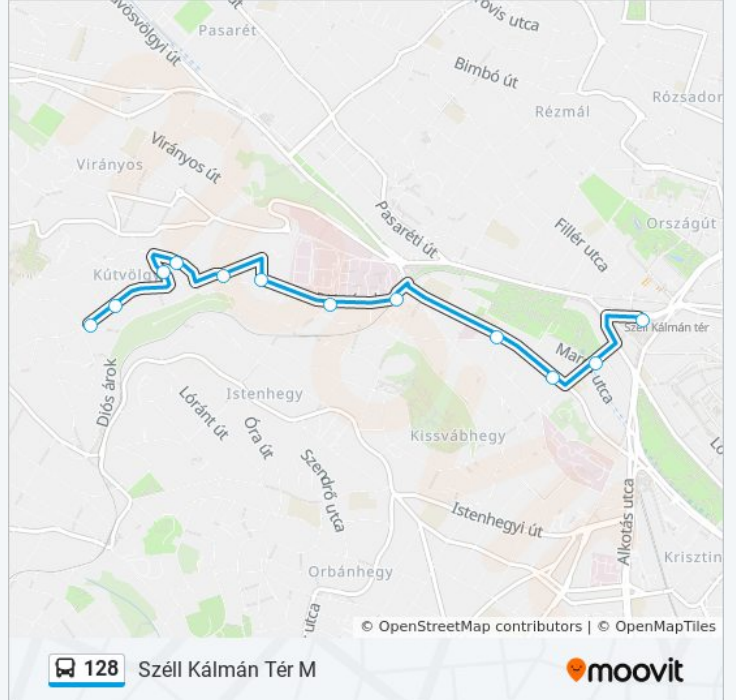 rovis utca
Pasarét
Bimbó út
Rézmál
Virányos út
Virányos
Pasaréti út
Fillér utca
Országút
Széll Kálmán tér
Diós árok
Istenhegy
Lóránt út
Óra út
Kissvábhegy
Szendrő utca
Istenhegyi út
Alkotás utca
Krisztin
Orbánhegy
utca
© OpenStreetMap contributors | © OpenMapTiles
128 Széll Kálmán Tér M
moovit